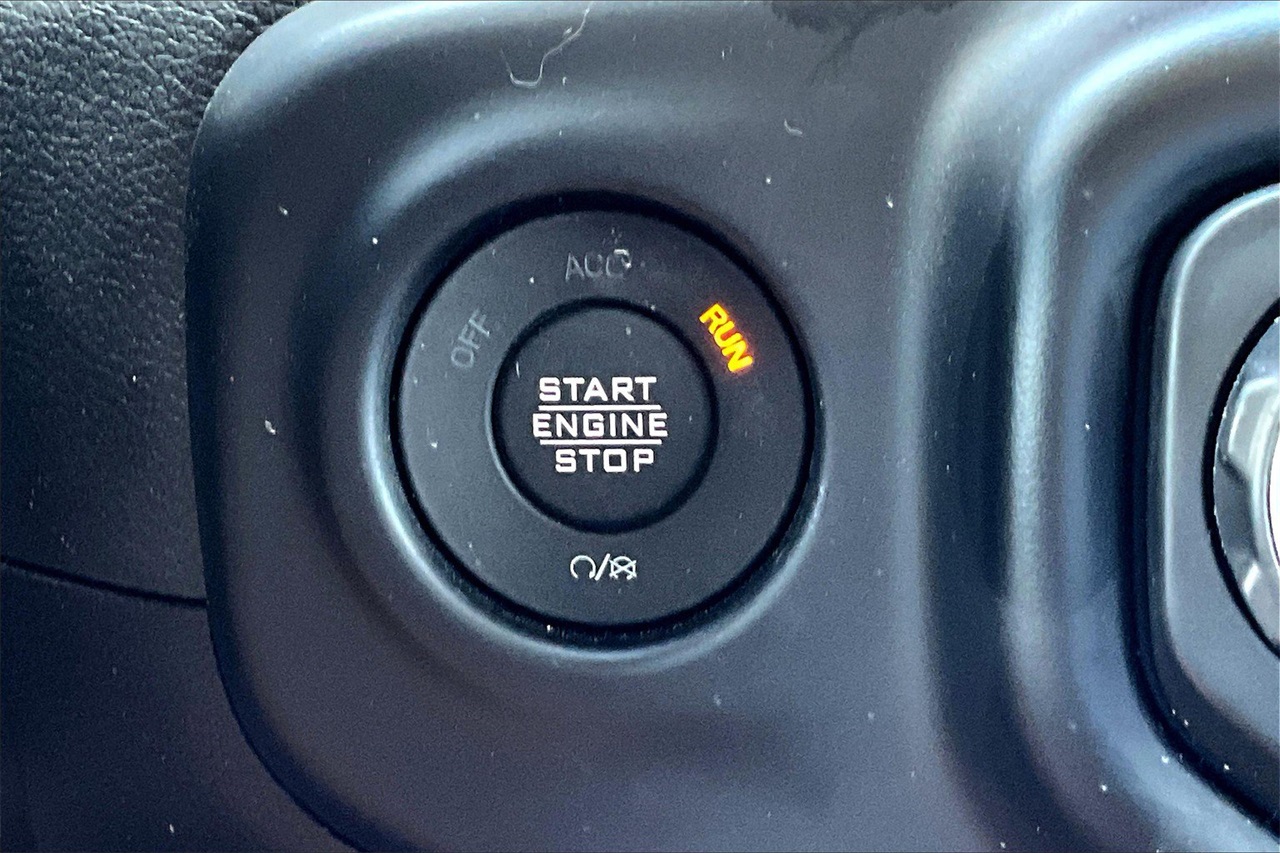 ACC
OFF
RUN
START
ENGINE
STOP